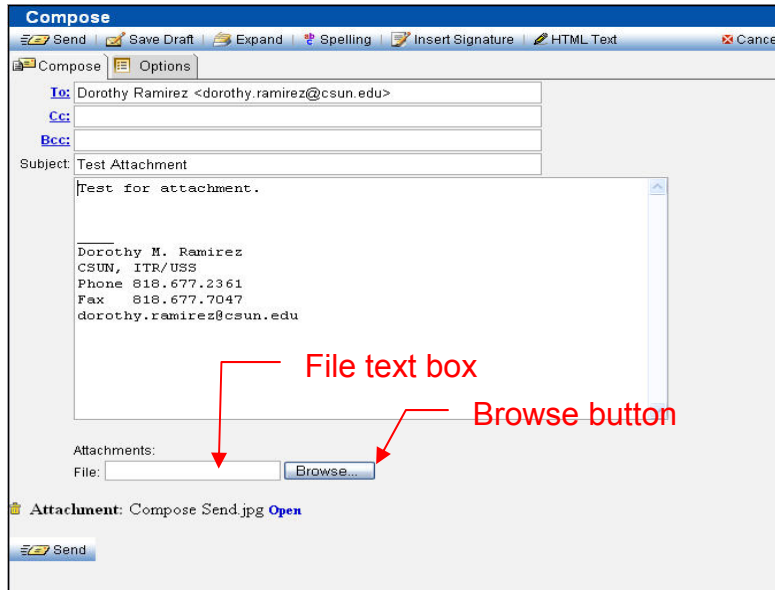 Compose
Send | Save Draft | Expand | Spelling | Insert Signature | HTML Text Cance
Compose Options
To: Dorothy Ramirez <dorothy.ramirez@csun.edu>
Cc:
Bcc:
Subject: Test Attachment
Test for attachment.
____
Dorothy M. Ramirez
CSUN, ITR/USS
Phone 818.677.2361
Fax 818.677.7047
dorothy.ramirez@csun.edu
File text box
Browse button
Attachments:
File: Browse...
Attachment: Compose Send.jpg Open
Send